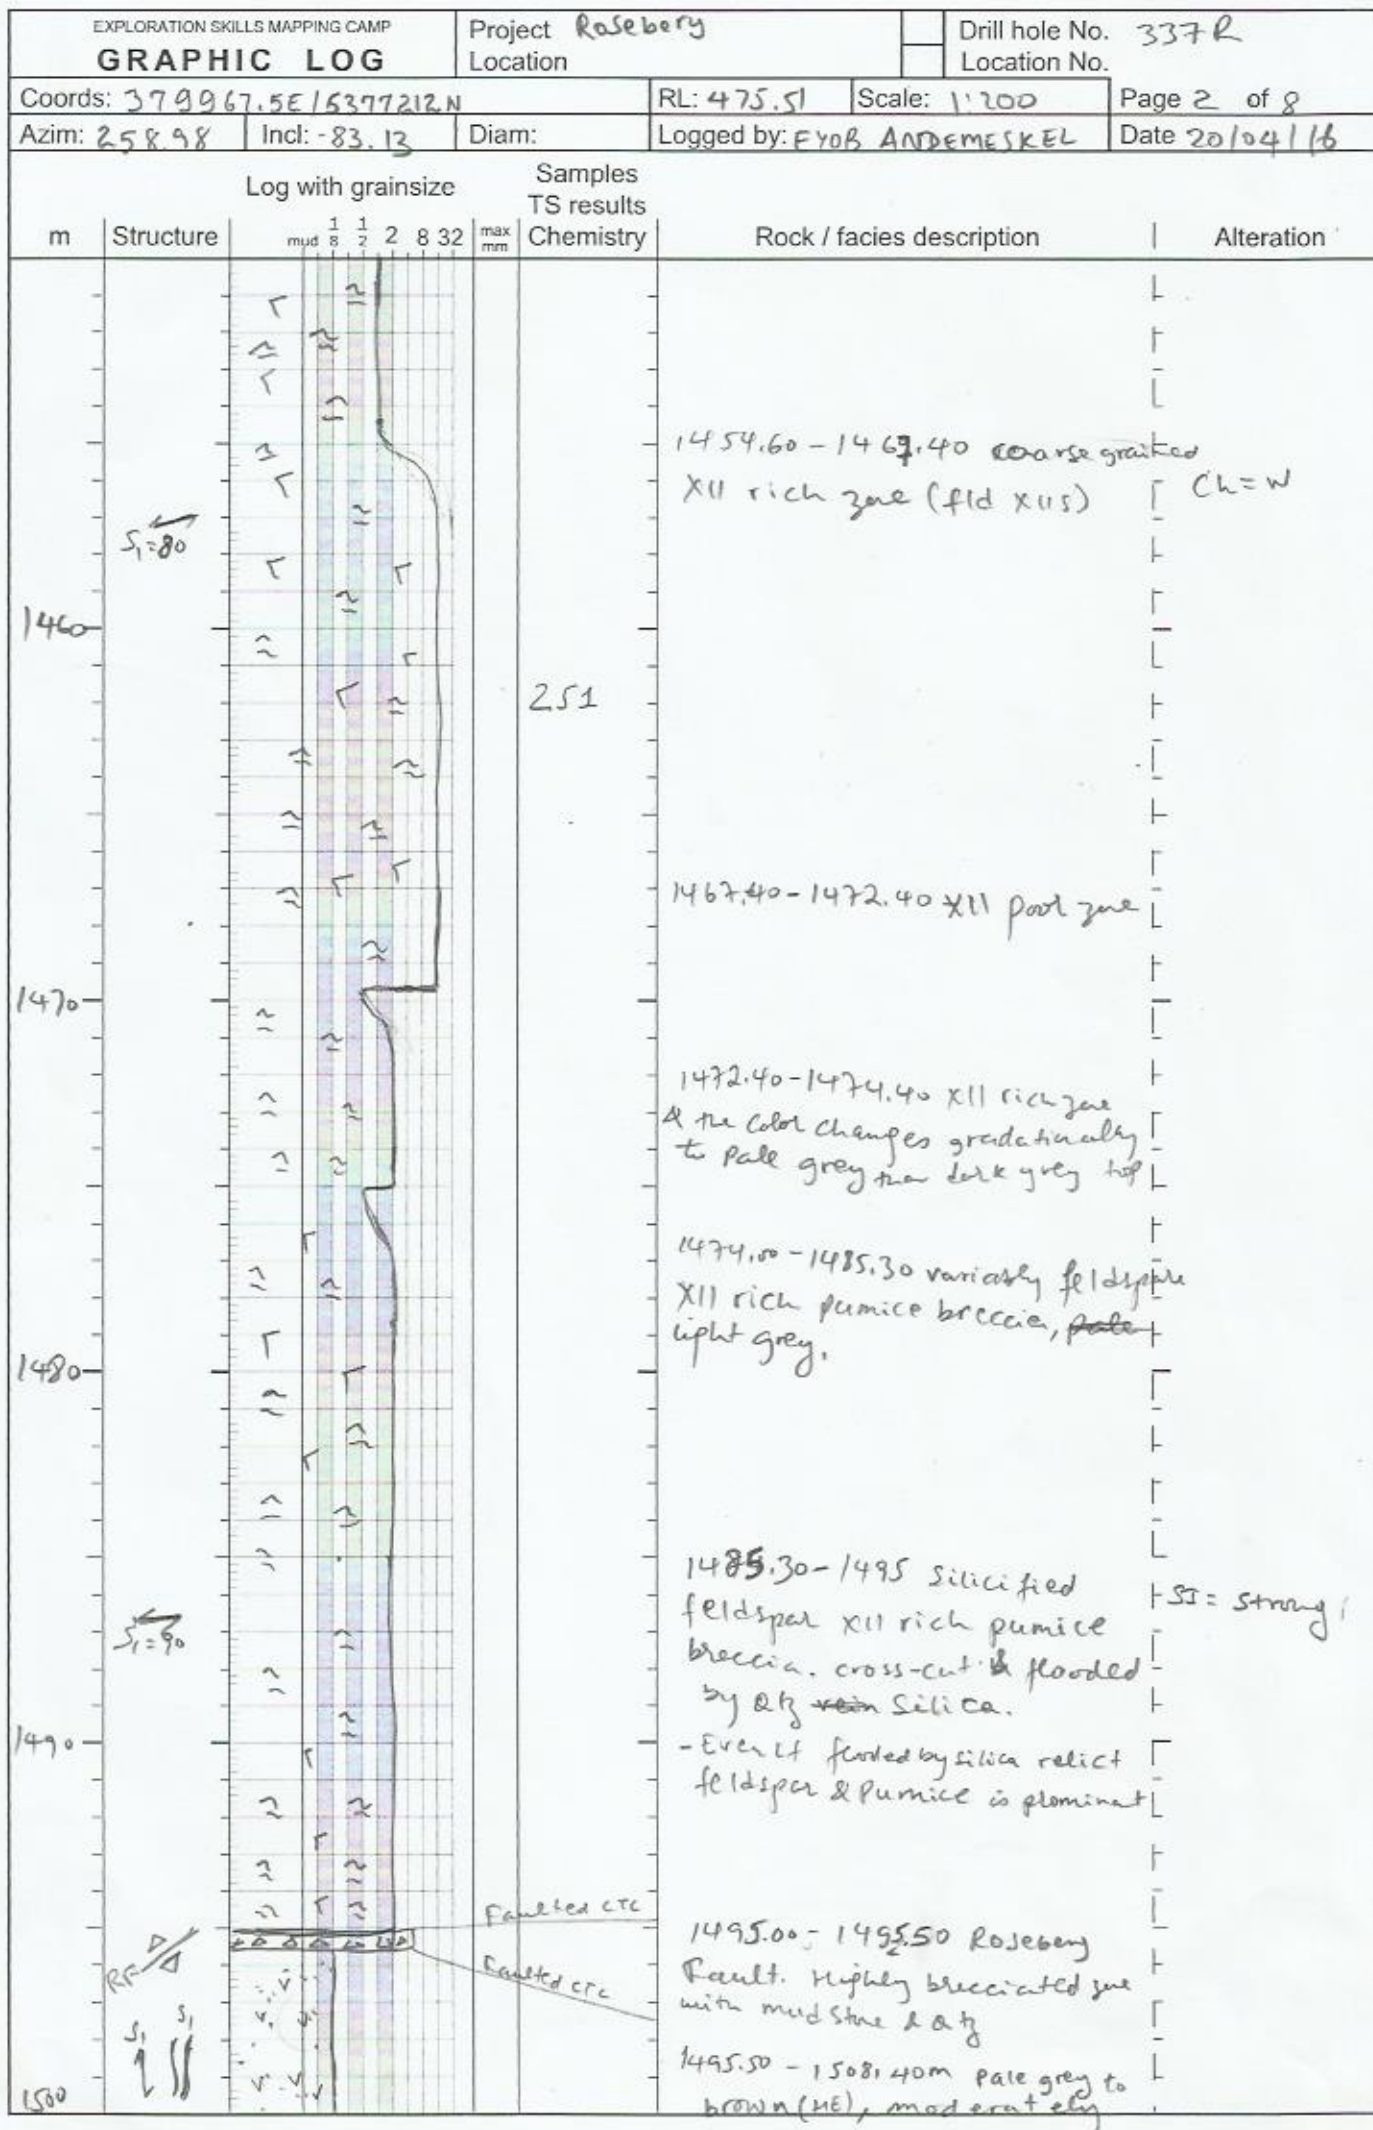 EXPLORATION SKILLS MAPPING CAMP
GRAPHIC LOG
Project Rosebery
Location
Drill hole No. 337R
Location No.
Coords: 379967.5E/5377212N
RL: 475.51
Scale: 1:200
Page 2 of 8
Azim: 258.98
Incl: -83.13
Diam:
Logged by: EYOB ANDEMESKEL
Date 20/04/16
m
Structure
Log with grainsize
mud 1/8 1/2 2 8 32
max mm
Samples
TS results
Chemistry
Rock / facies description
Alteration
1454.60-1467.40 coarse grained
Xll rich zone (fld xlls)
Ch=W
S1=80
1460
251
1467.40-1472.40 Xll poor zone
1470
1472.40-1474.40 xll rich zone
& the color changes gradationally
to pale grey than dark grey top
1474.00-1485.30 variably feldspare
Xll rich pumice breccia, pale
light grey.
1480
1485.30-1495 Silicified
feldspar xll rich pumice
breccia. cross-cut & flooded
by Qtz vein Silica.
SI= Strong
S1=90
1490
-Even if flooded by silica relict
feldspar & Pumice is prominent
Faulted CTC
1495.00-1495.50 Rosebery
Fault. Highly brecciated zone
with mudstone & Qtz
Faulted CTC
RF
S1 S1
1495.50-1508.40m pale grey to
brown (HE), moderately
1500